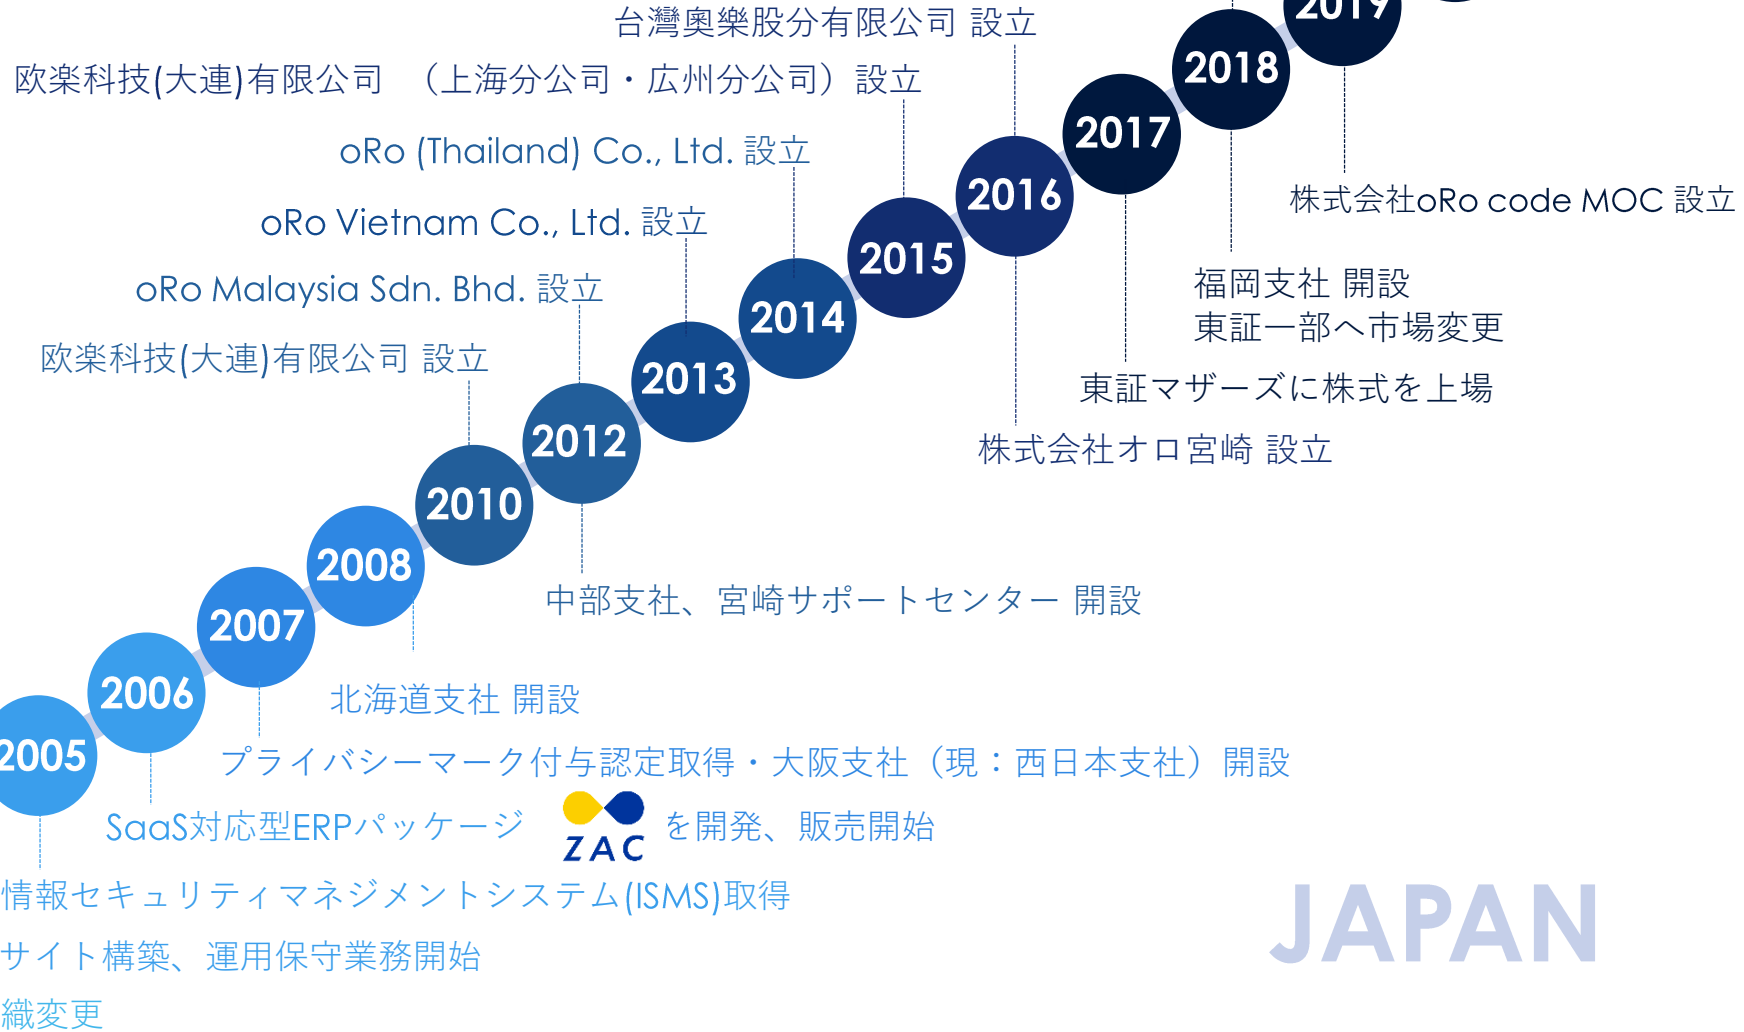 2019
台灣奧樂股分有限公司 設立
2018
欧楽科技(大連)有限公司 （上海分公司・広州分公司）設立
2017
oRo (Thailand) Co., Ltd. 設立
2016
株式会社oRo code MOC 設立
oRo Vietnam Co., Ltd. 設立
2015
oRo Malaysia Sdn. Bhd. 設立
福岡支社 開設
東証一部へ市場変更
2014
欧楽科技(大連)有限公司 設立
2013
東証マザーズに株式を上場
2012
株式会社オロ宮崎 設立
2010
2008
中部支社、宮崎サポートセンター 開設
2007
2006
北海道支社 開設
2005
プライバシーマーク付与認定取得・大阪支社（現：西日本支社）開設
SaaS対応型ERPパッケージ ZAC を開発、販売開始
情報セキュリティマネジメントシステム(ISMS)取得
サイト構築、運用保守業務開始
織変更
JAPAN